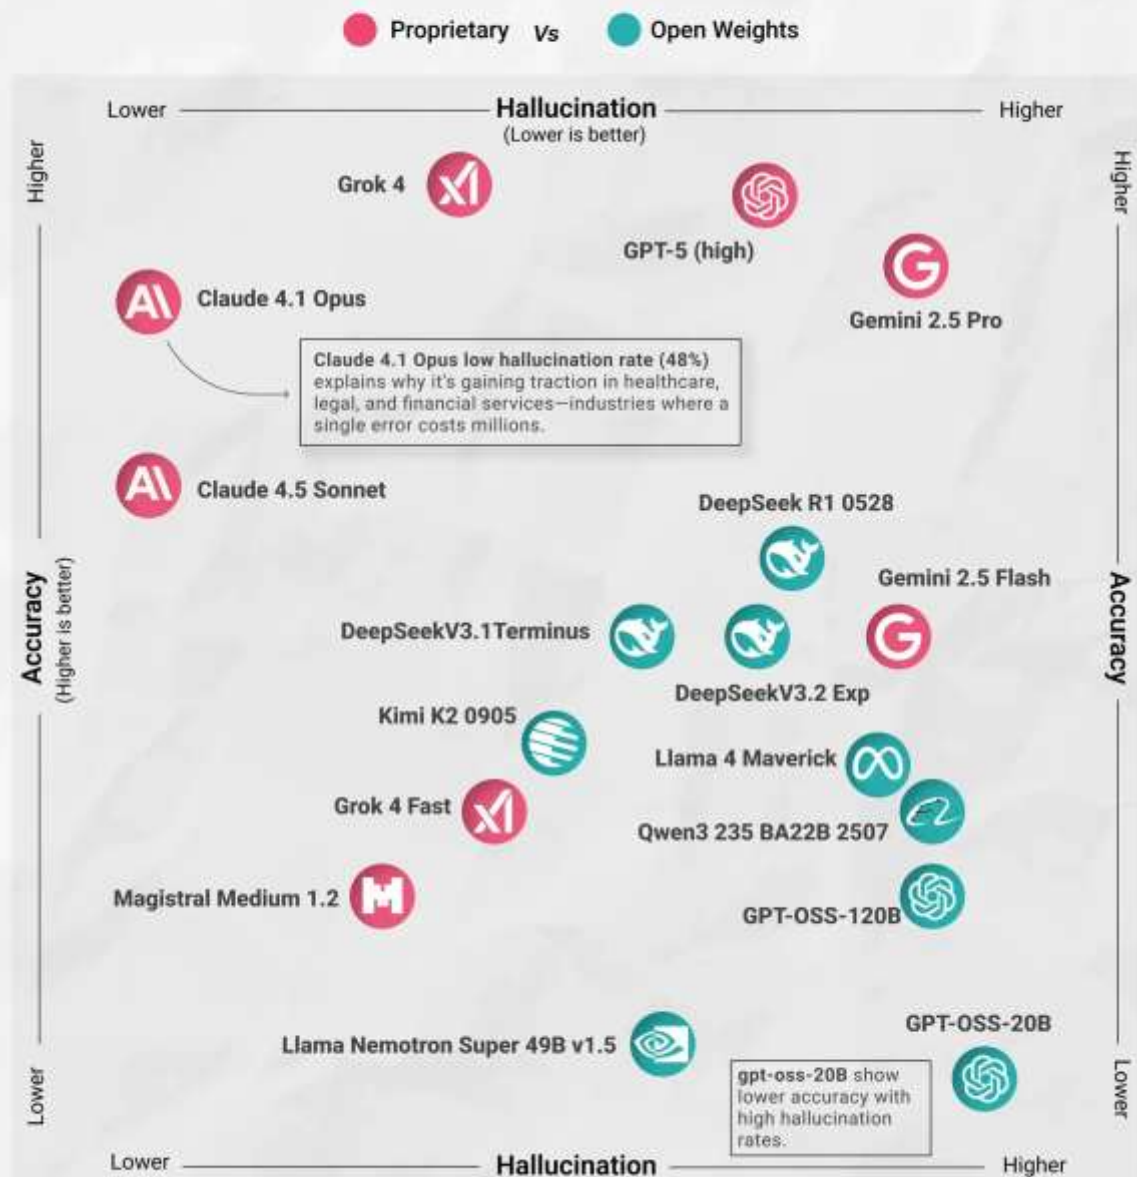 Proprietary Vs Open Weights
Lower Hallucination Higher
(Lower is better)
Higher
Higher
Grok 4
GPT-5 (high)
Gemini 2.5 Pro
Claude 4.1 Opus
Claude 4.1 Opus low hallucination rate (48%)
explains why it's gaining traction in healthcare,
legal, and financial services—industries where a
single error costs millions.
Claude 4.5 Sonnet
DeepSeek R1 0528
Gemini 2.5 Flash
Accuracy
(Higher is better)
Accuracy
DeepSeekV3.1Terminus
DeepSeekV3.2 Exp
Kimi K2 0905
Llama 4 Maverick
Grok 4 Fast
Qwen3 235 BA22B 2507
Magistral Medium 1.2
GPT-OSS-120B
GPT-OSS-20B
Llama Nemotron Super 49B v1.5
gpt-oss-20B show
lower accuracy with
high hallucination
rates.
Lower
Lower
Lower Hallucination Higher